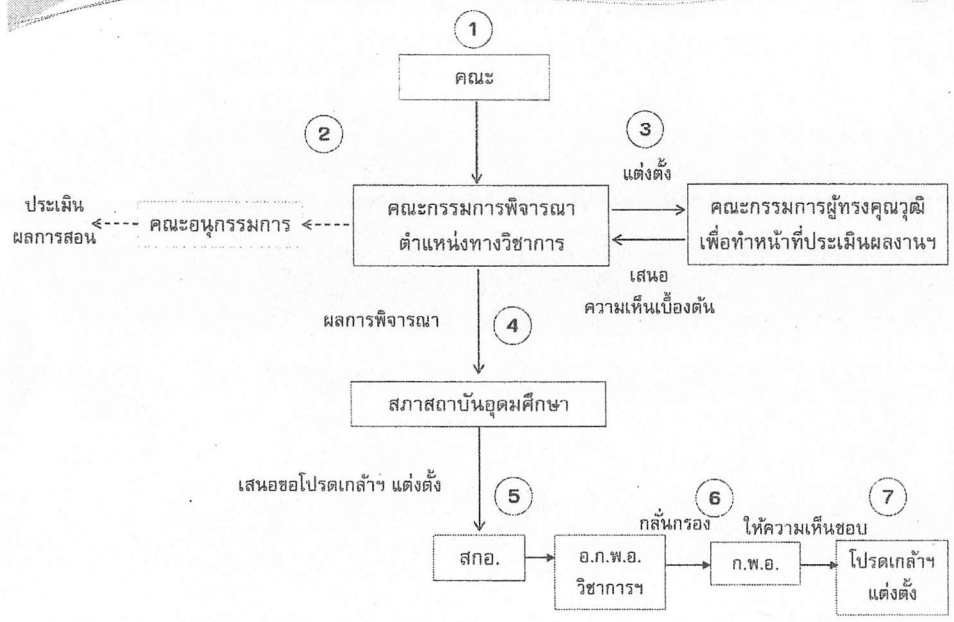 1
คณะ
2
3
แต่งตั้ง
ประเมิน
ผลการสอน
คณะอนุกรรมการ
คณะกรรมการพิจารณา
ตำแหน่งทางวิชาการ
คณะกรรมการผู้ทรงคุณวุฒิ
เพื่อทำหน้าที่ประเมินผลงานฯ
เสนอ
ความเห็นเบื้องต้น
ผลการพิจารณา
4
สภาสถาบันอุดมศึกษา
เสนอขอโปรดเกล้าฯ แต่งตั้ง
5
6
7
กลั่นกรอง
ให้ความเห็นชอบ
สกอ.
อ.ก.พ.อ.
วิชาการฯ
ก.พ.อ.
โปรดเกล้าฯ
แต่งตั้ง